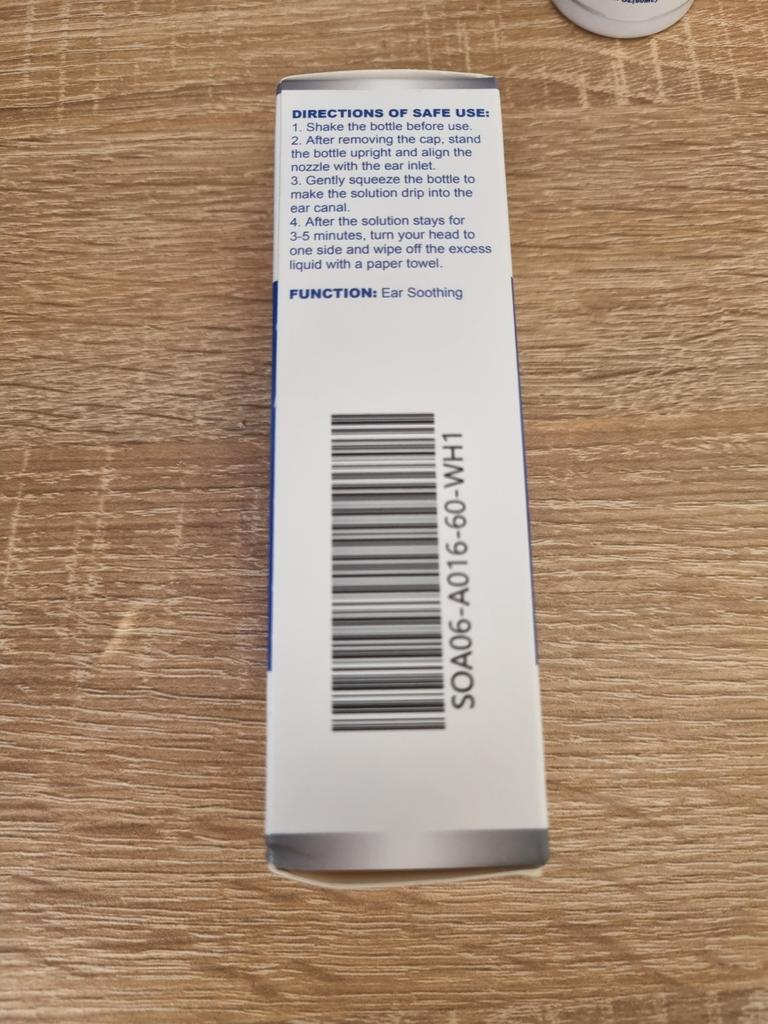 DIRECTIONS OF SAFE USE:
1. Shake the bottle before use.
2. After removing the cap, stand
the bottle upright and align the
nozzle with the ear inlet.
3. Gently squeeze the bottle to
make the solution drip into the
ear canal.
4. After the solution stays for
3-5 minutes, turn your head to
one side and wipe off the excess
liquid with a paper towel.
FUNCTION: Ear Soothing
SOA06-A016-60-WH1